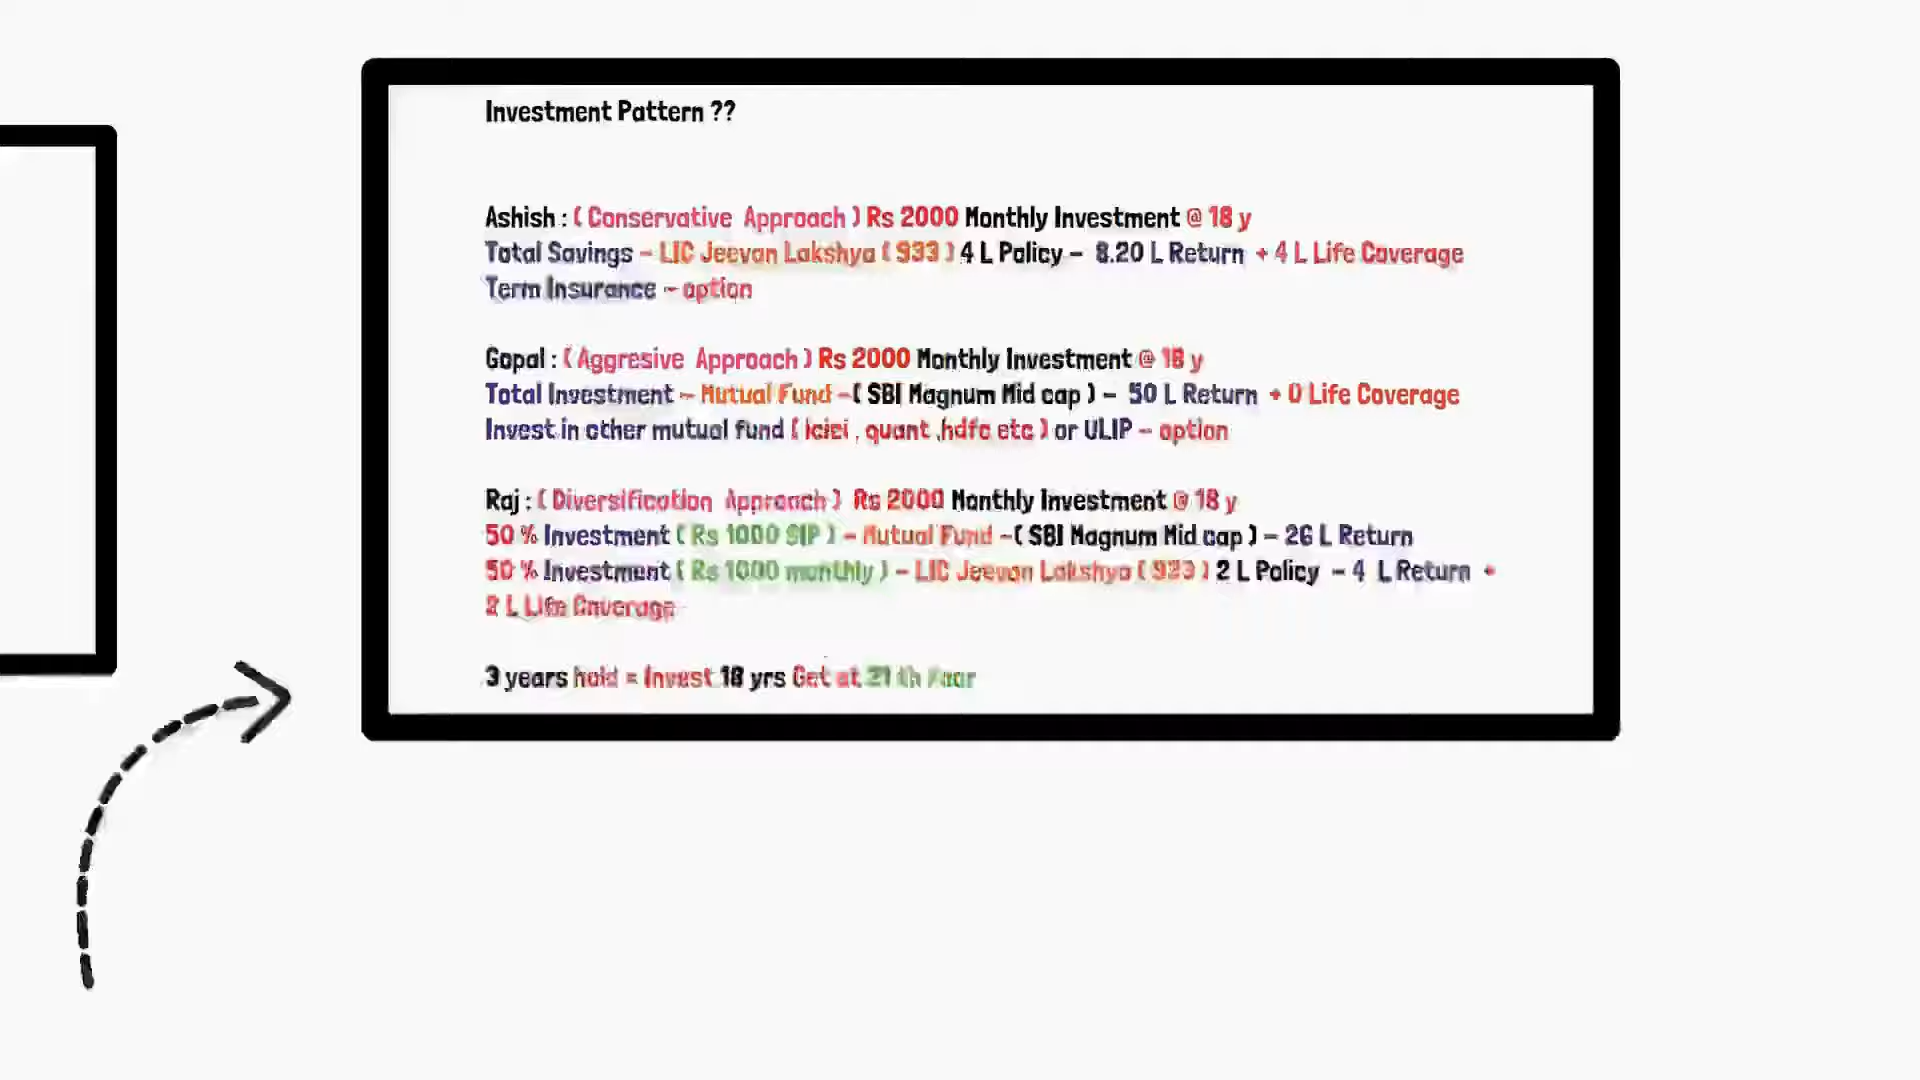 Investment Pattern ??
Ashish : ( Conservative Approach ) Rs 2000 Monthly Investment @ 18 y
Total Savings - LIC Jeevan Lakshya ( 933 ) 4 L Policy - 8.20 L Return + 4 L Life Coverage
Term Insurance - option
Gopal : ( Aggresive Approach ) Rs 2000 Monthly Investment @ 18 y
Total Investment - Mutual Fund -( SBI Magnum Mid cap ) - 50 L Return + 0 Life Coverage
Invest in other mutual fund ( icici , quant ,hdfc etc ) or ULIP - option
Raj : ( Diversification Approach ) Rs 2000 Monthly Investment @ 18 y
50 % Investment ( Rs 1000 SIP ) - Mutual Fund -( SBI Magnum Mid cap ) - 26 L Return
50 % Investment ( Rs 1000 monthly ) - LIC Jeevan Lakshya ( 933 ) 2 L Policy - 4 L Return +
2 L Life Coverage
3 years hold = Invest 18 yrs Get at 21 th Year